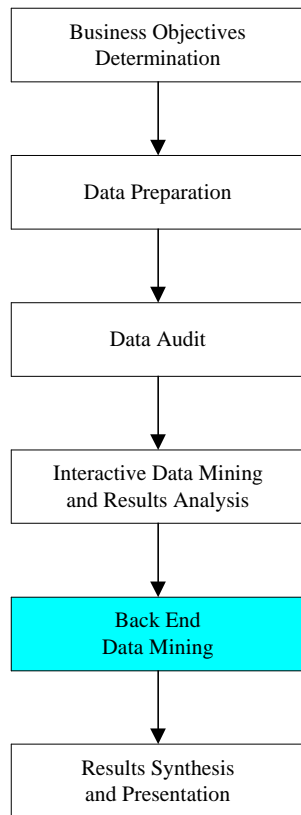 Business Objectives
Determination
Data Preparation
Data Audit
Interactive Data Mining
and Results Analysis
Back End
Data Mining
Results Synthesis
and Presentation